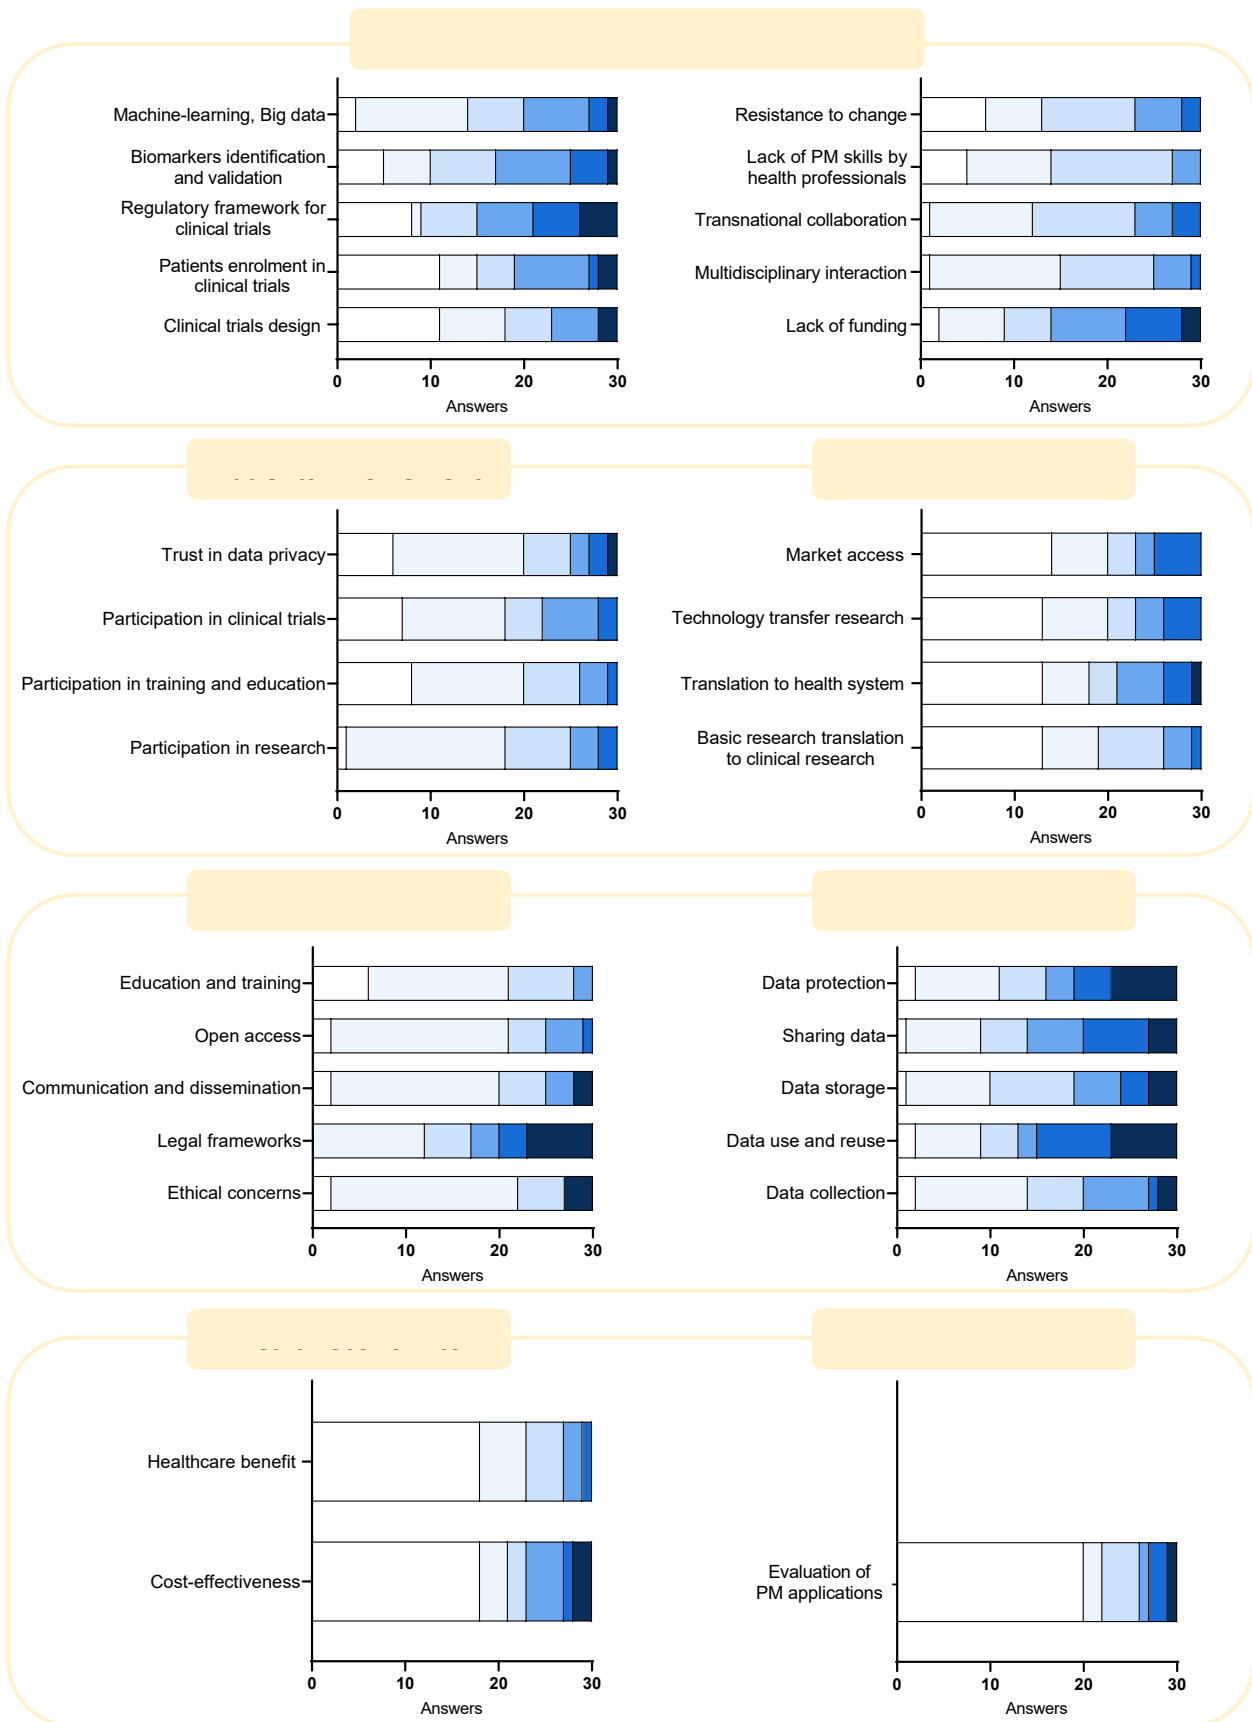 Machine-learning, Big data
Biomarkers identification
and validation
Regulatory framework for
clinical trials
Patients enrolment in
clinical trials
Clinical trials design
0 10 20 30
Answers
Resistance to change
Lack of PM skills by
health professionals
Transnational collaboration
Multidisciplinary interaction
Lack of funding
0 10 20 30
Answers
Trust in data privacy
Participation in clinical trials
Participation in training and education
Participation in research
0 10 20 30
Answers
Market access
Technology transfer research
Translation to health system
Basic research translation
to clinical research
0 10 20 30
Answers
Education and training
Open access
Communication and dissemination
Legal frameworks
Ethical concerns
0 10 20 30
Answers
Data protection
Sharing data
Data storage
Data use and reuse
Data collection
0 10 20 30
Answers
Healthcare benefit
Cost-effectiveness
0 10 20 30
Answers
Evaluation of
PM applications
0 10 20 30
Answers